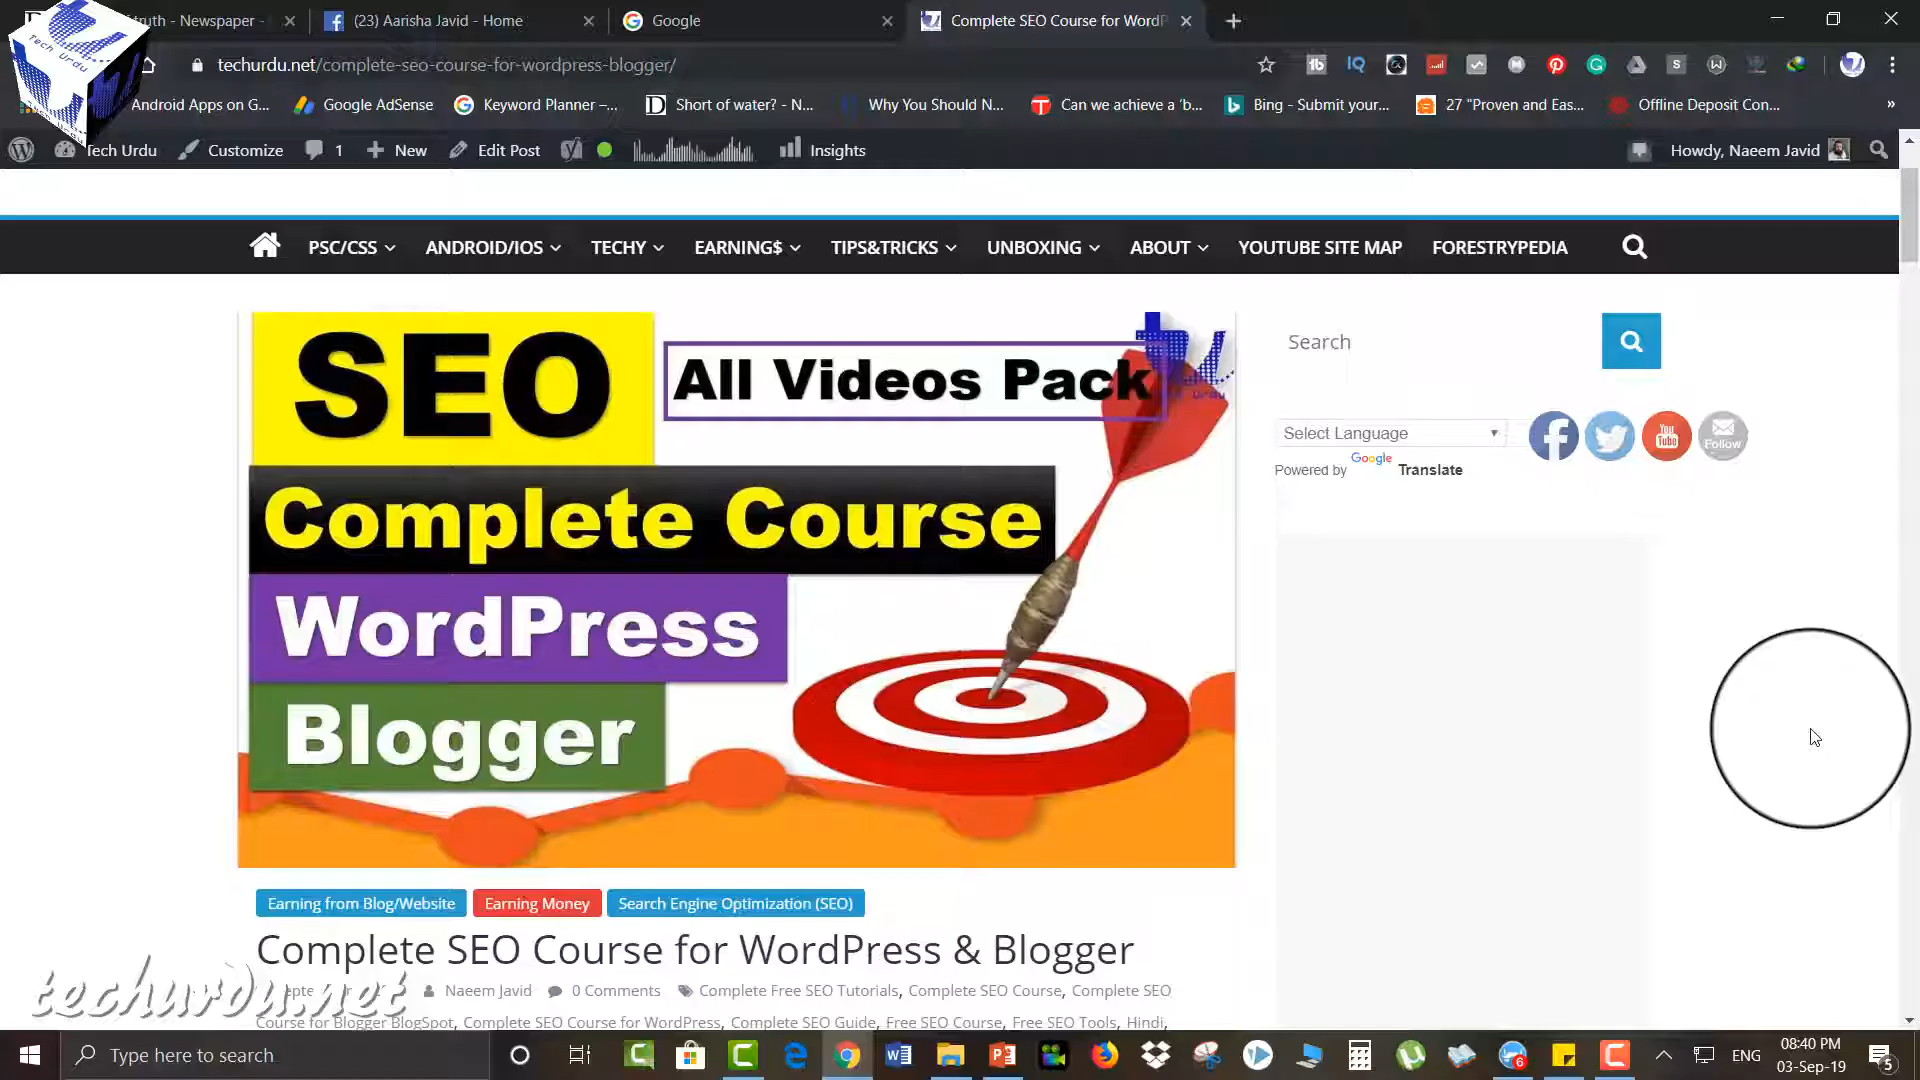 truth - Newspaper -
(23) Aarisha Javid - Home
Google
Complete SEO Course for WordP
techurdu.net/complete-seo-course-for-wordpress-blogger/
Android Apps on G...
Google AdSense
Keyword Planner –...
Short of water? - N...
Why You Should N...
Can we achieve a 'b...
Bing - Submit your...
27 "Proven and Eas...
Offline Deposit Con...
»
Tech Urdu
Tech Urdu
Customize
1
New
Edit Post
Insights
Howdy, Naeem Javid
PSC/CSS
ANDROID/IOS
TECHY
EARNING$
TIPS&TRICKS
UNBOXING
ABOUT
YOUTUBE SITE MAP
FORESTRYPEDIA
SEO
All Videos Pack
Complete Course
WordPress
Blogger
Search
Select Language
You Tube
Follow
Powered by Google Translate
Earning from Blog/Website
Earning Money
Search Engine Optimization (SEO)
Complete SEO Course for WordPress & Blogger
Naeem Javid
0 Comments
Complete Free SEO Tutorials, Complete SEO Course, Complete SEO
Course for Blogger BlogSpot, Complete SEO Course for WordPress, Complete SEO Guide, Free SEO Course, Free SEO Tools, Hindi,
techurdu.net
Type here to search
6
ENG
08:40 PM
03-Sep-19
5